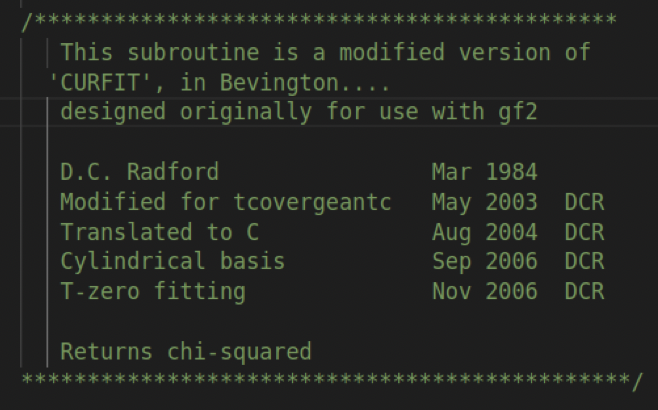 /********************************************
This subroutine is a modified version of
'CURFIT', in Bevington....
designed originally for use with gf2
D.C. Radford Mar 1984
Modified for tcovergeantc May 2003 DCR
Translated to C Aug 2004 DCR
Cylindrical basis Sep 2006 DCR
T-zero fitting Nov 2006 DCR
Returns chi-squared
**********************************************/